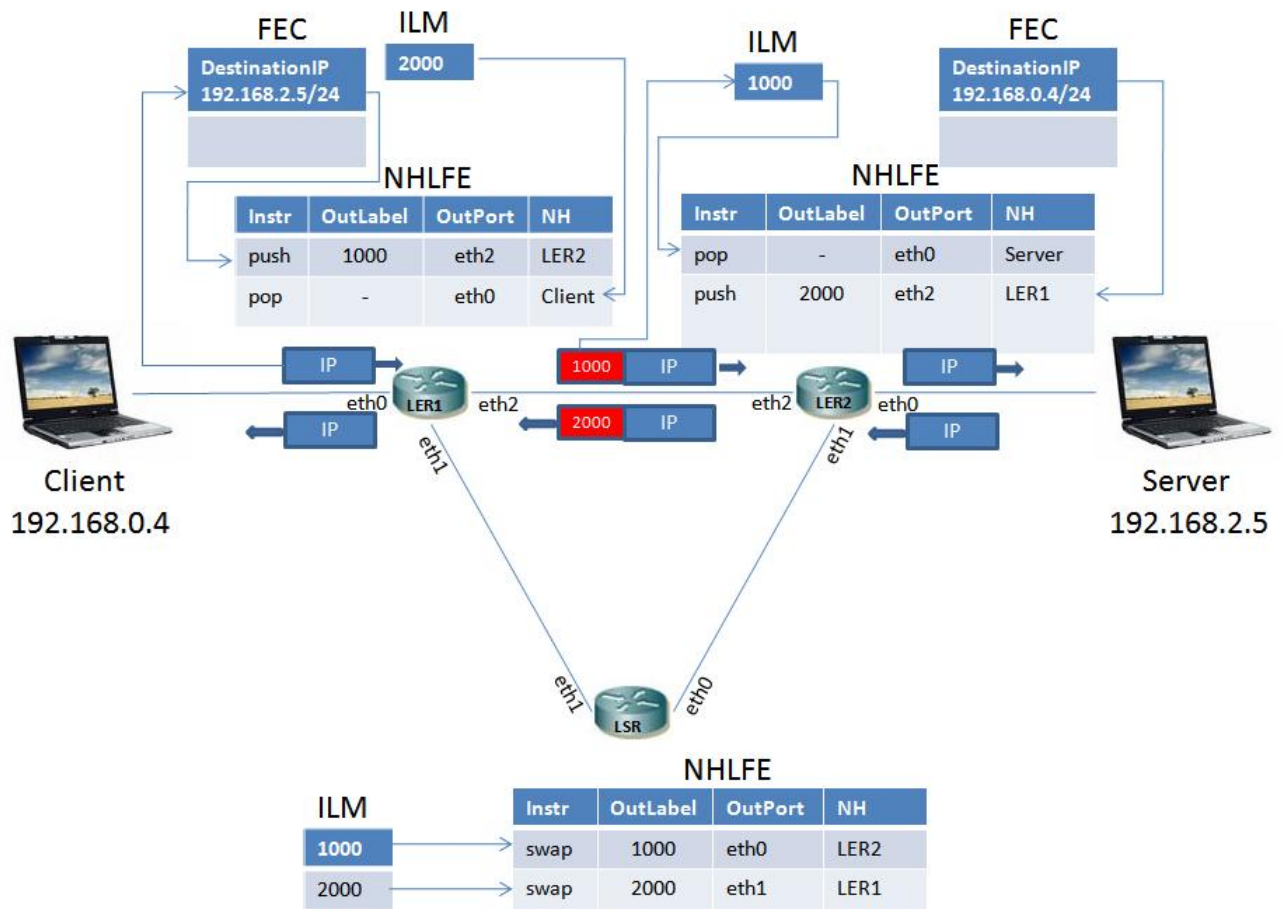 FEC
DestinationIP
192.168.2.5/24
ILM
2000
ILM
1000
FEC
DestinationIP
192.168.0.4/24
NHLFE
Instr OutLabel OutPort NH
push 1000 eth2 LER2
pop - eth0 Client
NHLFE
Instr OutLabel OutPort NH
pop - eth0 Server
push 2000 eth2 LER1
IP
1000 IP
IP
eth0 LER1 eth2
eth2 LER2 eth0
IP
2000 IP
IP
eth1
eth1
Client
192.168.0.4
Server
192.168.2.5
eth1
eth0
LSR
NHLFE
ILM
Instr OutLabel OutPort NH
1000
swap 1000 eth0 LER2
2000
swap 2000 eth1 LER1